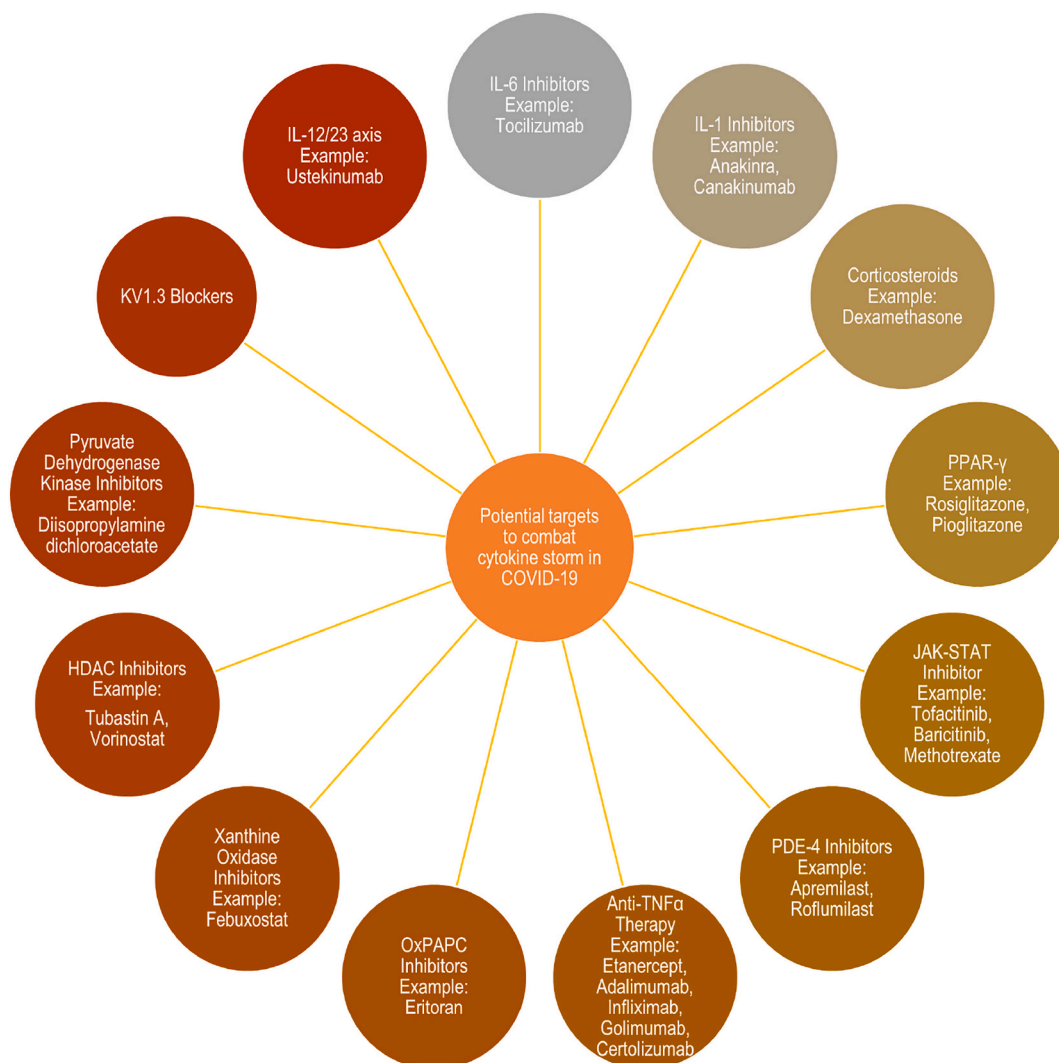 IL-6 Inhibitors
Example:
Tocilizumab
IL-1 Inhibitors
Example:
Anakinra,
Canakinumab
Corticosteroids
Example:
Dexamethasone
PPAR-γ
Example:
Rosiglitazone,
Pioglitazone
JAK-STAT
Inhibitor
Example:
Tofacitinib,
Baricitinib,
Methotrexate
PDE-4 Inhibitors
Example:
Apremilast,
Roflumilast
Anti-TNFα
Therapy
Example:
Etanercept,
Adalimumab,
Infliximab,
Golimumab,
Certolizumab
OxPAPC
Inhibitors
Example:
Eritoran
Xanthine
Oxidase
Inhibitors
Example:
Febuxostat
HDAC Inhibitors
Example:
Tubastin A,
Vorinostat
Pyruvate
Dehydrogenase
Kinase Inhibitors
Example:
Diisopropylamine
dichloroacetate
KV1.3 Blockers
IL-12/23 axis
Example:
Ustekinumab
Potential targets
to combat
cytokine storm in
COVID-19